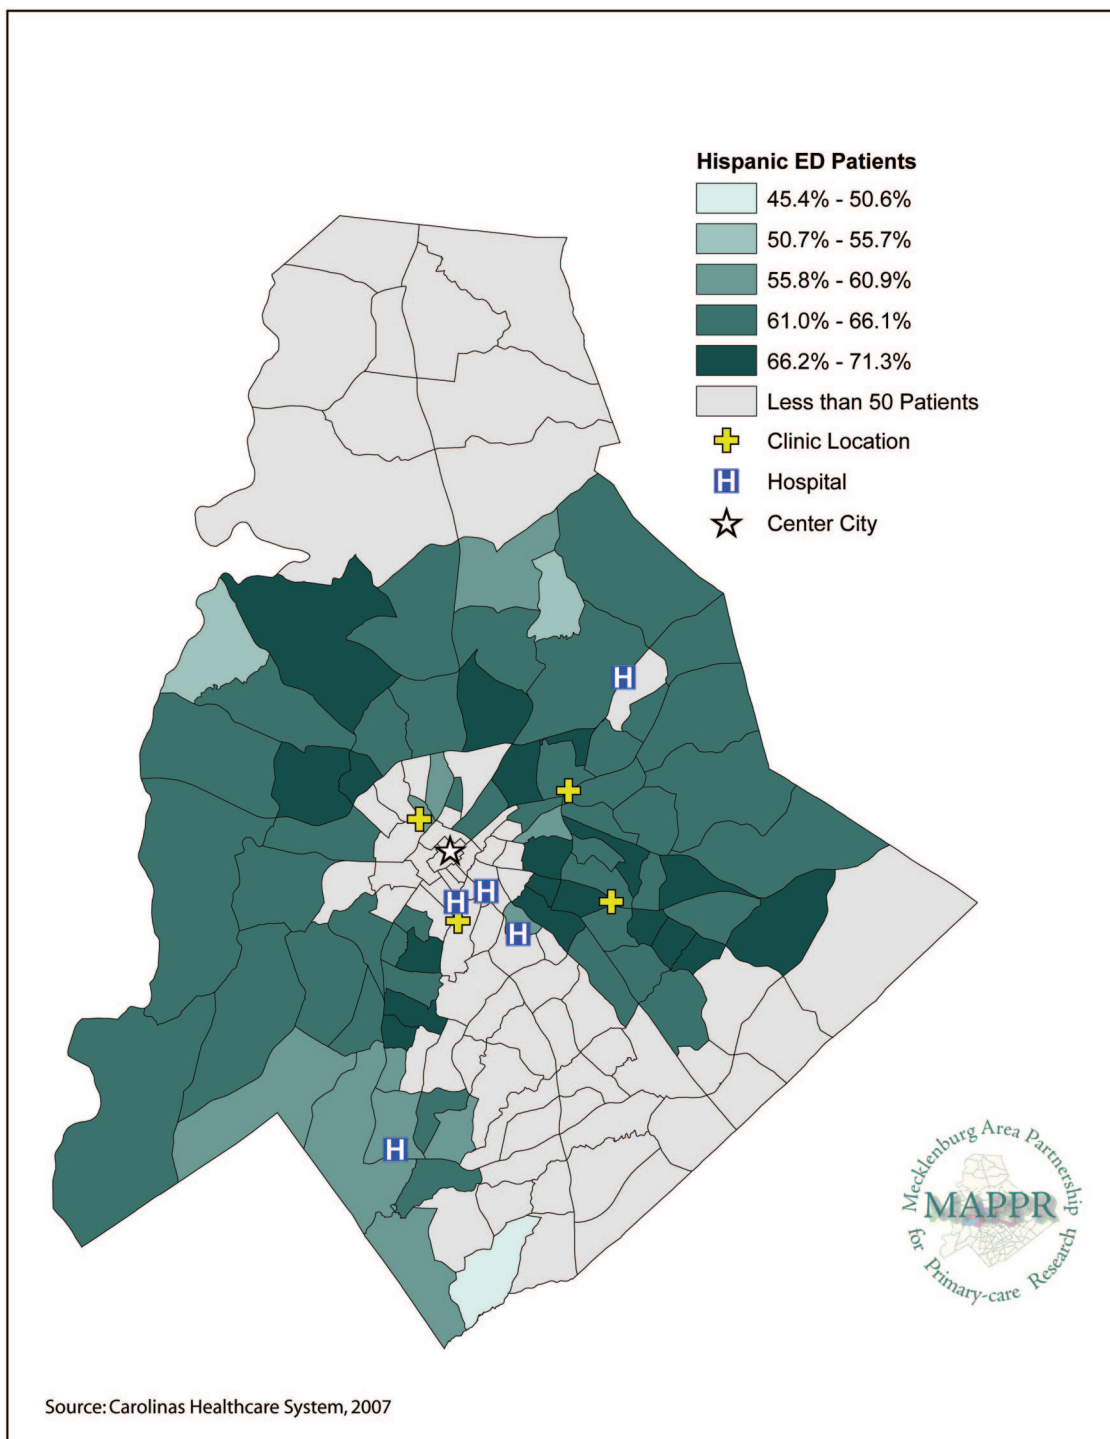 Hispanic ED Patients
45.4% - 50.6%
50.7% - 55.7%
55.8% - 60.9%
61.0% - 66.1%
66.2% - 71.3%
Less than 50 Patients
Clinic Location
H Hospital
Center City
H
H
H
H
H
Mecklenburg Area Partnership
MAPPR
for Primary-care Research
Source: Carolinas Healthcare System, 2007